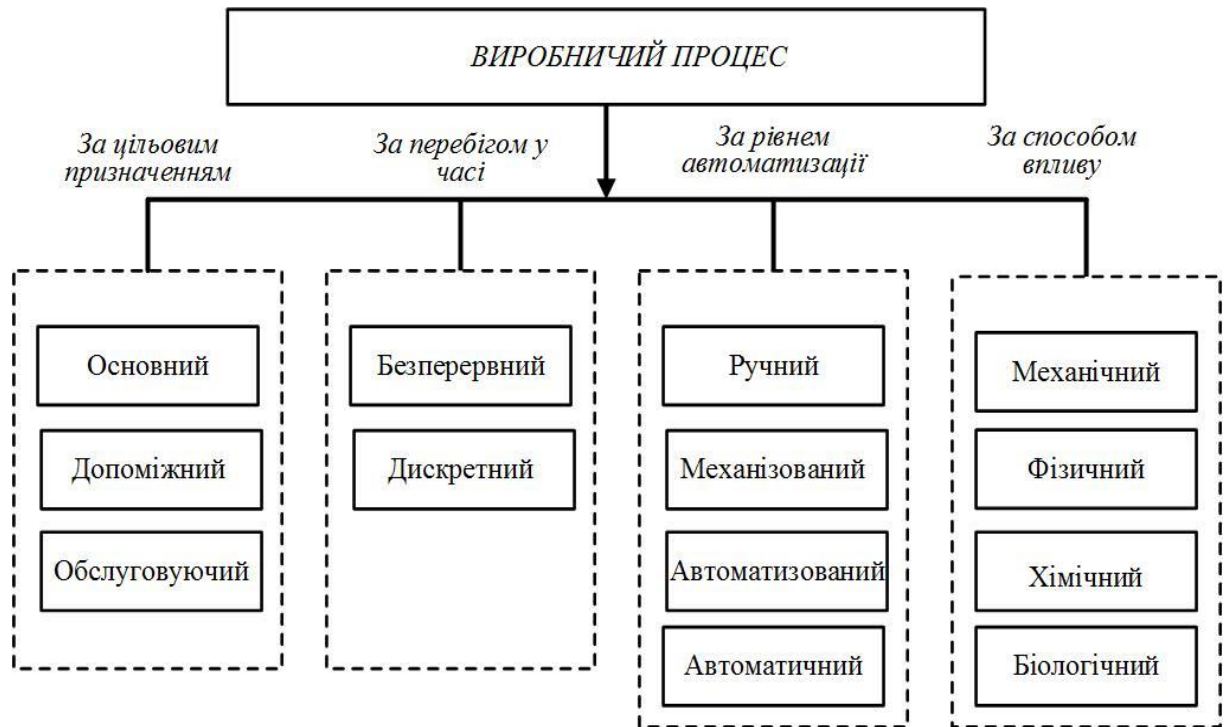 ВИРОБНИЧИЙ ПРОЦЕС
За цільовим
призначенням
За перебігом у
часі
За рівнем
автоматизації
За способом
впливу
Основний
Допоміжний
Обслуговуючий
Безперервний
Дискретний
Ручний
Механізований
Автоматизований
Автоматичний
Механічний
Фізичний
Хімічний
Біологічний